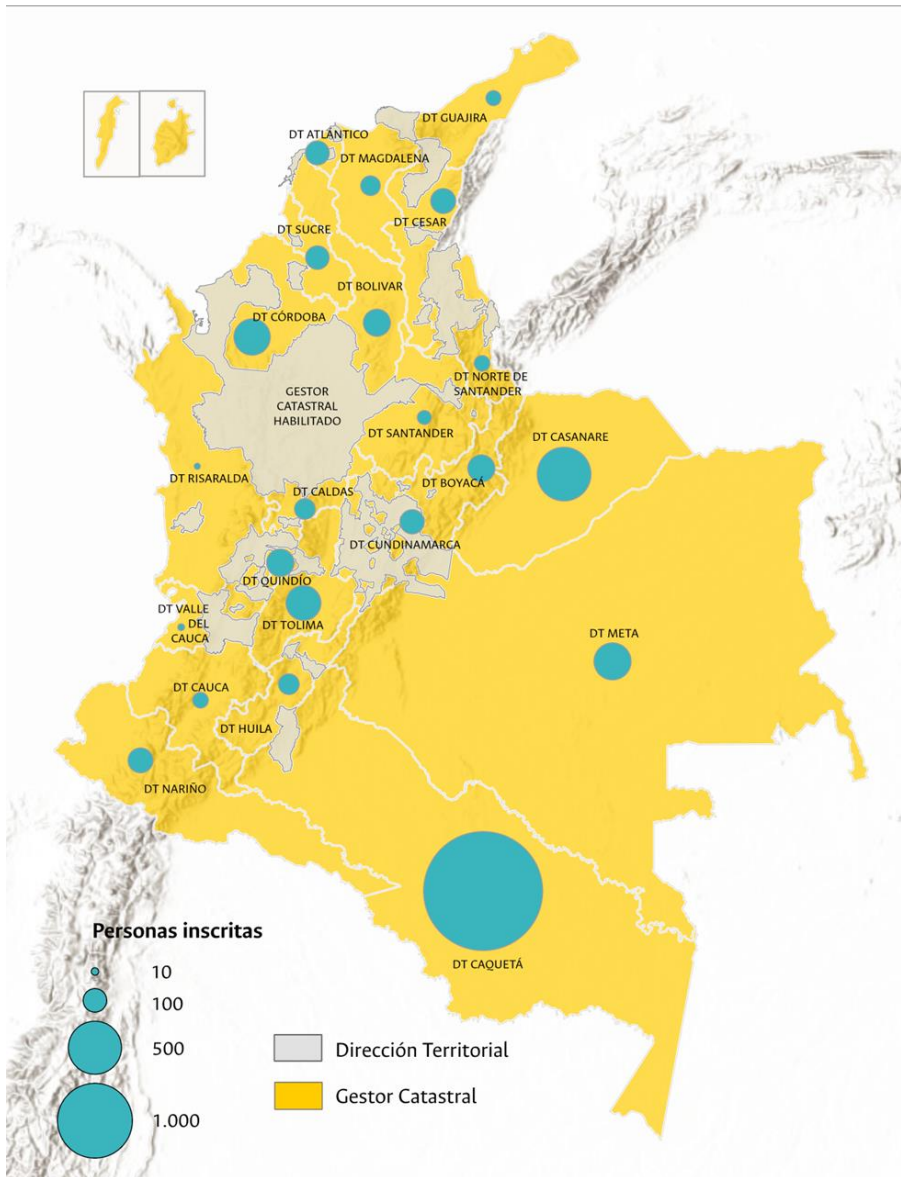 DT GUAJIRA
DT ATLÁNTICO
DT MAGDALENA
DT CESAR
DT SUCRE
DT BOLIVAR
DT CÓRDOBA
DT NORTE DE
SANTANDER
GESTOR
CATASTRAL
HABILITADO
DT SANTANDER
DT CASANARE
DT RISARALDA
DT BOYACÁ
DT CALDAS
DT CUNDINAMARCA
DT QUINDÍO
DT VALLE
DEL
CAUCA
DT TOLIMA
DT META
DT CAUCA
DT HUILA
DT NARIÑO
DT CAQUETÁ
Personas inscritas
10
100
500
1.000
Dirección Territorial
Gestor Catastral